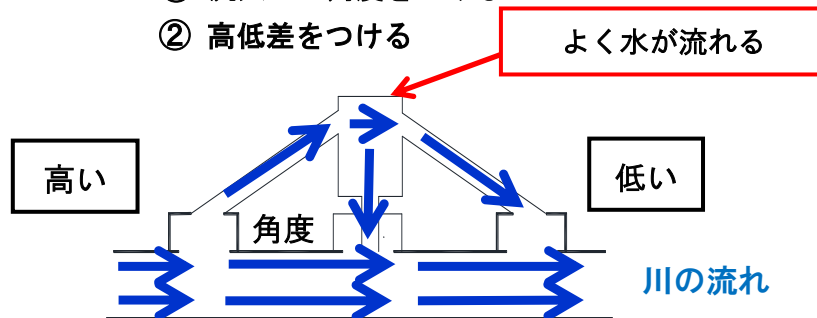 ② 高低差をつける
よく水が流れる
高い
低い
角度
川の流れ